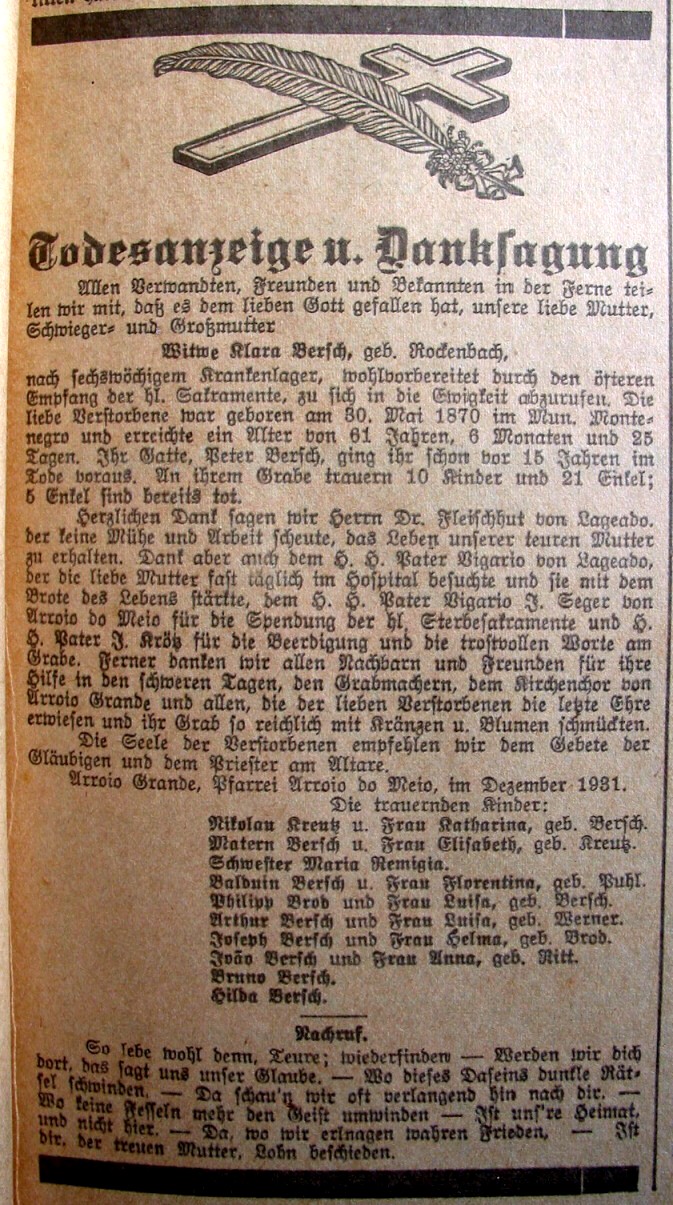 Todesanzeige u. Danksagung
Allen Verwandten, Freunden und Bekannten in der Ferne tei-
len wir mit, daß es dem lieben Gott gefallen hat, unsere liebe Mutter,
Schwieger- und Großmutter
Witwe Klara Bersch, geb. Rockenbach,
nach sechswöchigem Krankenlager, wohlvorbereitet durch den öfteren
Empfang der hl. Sakramente, zu sich in die Ewigkeit abzurufen. Die
liebe Verstorbene war geboren am 30. Mai 1870 im Mun. Monte-
negro und erreichte ein Alter von 61 Jahren, 6 Monaten und 25
Tagen. Ihr Gatte, Peter Bersch, ging ihr schon vor 15 Jahren im
Tode voraus. An ihrem Grabe trauern 10 Kinder und 21 Enkel;
5 Enkel sind bereits tot.
Herzlichen Dank sagen wir Herrn Dr. Fleischhut von Lageado.
der keine Mühe und Arbeit scheute, das Leben unserer teuren Mutter
zu erhalten. Dank aber auch dem H. H. Pater Vigario von Lageado,
der die liebe Mutter fast täglich im Hospital besuchte und sie mit dem
Brote des Lebens stärkte, dem H. H. Pater Vigario J. Seger von
Arroio do Meio für die Spendung der hl. Sterbesakramente und H.
H. Pater J. Krötz für die Beerdigung und die trostvollen Worte am
Grabe. Ferner danken wir allen Nachbarn und Freunden für ihre
Hilfe in den schweren Tagen, den Grabmachern, dem Kirchenchor von
Arroio Grande und allen, die der lieben Verstorbenen die letzte Ehre
erwiesen und ihr Grab so reichlich mit Kränzen u. Blumen schmückten.
Die Seele der Verstorbenen empfehlen wir dem Gebete der
Gläubigen und dem Priester am Altare.
Arroio Grande, Pfarrei Arroio do Meio, im Dezember 1931.
Die trauernden Kinder:
Nikolau Kreutz u. Frau Katharina, geb. Bersch.
Matern Bersch u. Frau Elisabeth, geb. Kreutz.
Schwester Maria Remigia.
Balduin Bersch u. Frau Florentina, geb. Puhl.
Philipp Brod und Frau Luisa, geb. Bersch.
Arthur Bersch und Frau Luisa, geb. Werner.
Joseph Bersch und Frau Helma, geb. Brod.
João Bersch und Frau Anna, geb. Ritt.
Bruno Bersch.
Hilda Bersch.
Nachruf.
So lebe wohl denn, Teure; wiederfinden — Werden wir dich
dort, das sagt uns unser Glaube. — Wo dieses Daseins dunkle Rät-
sel schwinden. — Da schau'n wir oft verlangend hin nach dir. —
Wo keine Fesseln mehr den Geist umwinden — Ist uns're Heimat,
und nicht hier. — Da, wo wir erlnagen wahren Frieden, — Ist
dir, der treuen Mutter, Lohn beschieden.